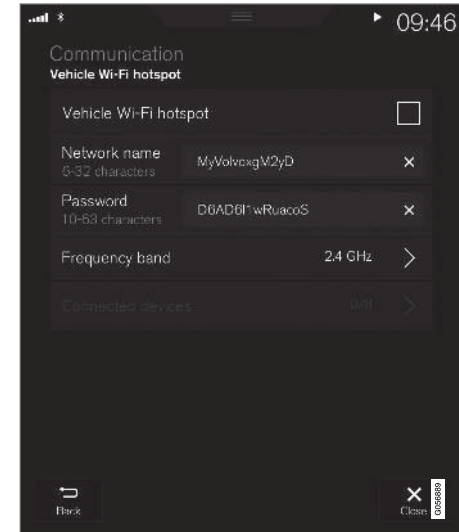 09:46
Communication
Vehicle Wi-Fi hotspot
Vehicle Wi-Fi hotspot
Network name
6-32 characters
MyVolvoxgM2yD
Password
10-63 characters
D6AD6l1wRuacoS
Frequency band 2.4 GHz
Connected devices
Back
Close
G056889